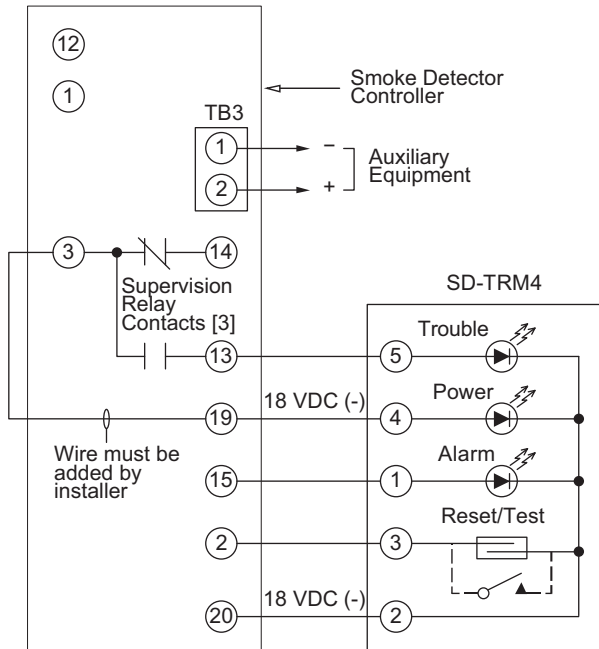 12
1
Smoke Detector
Controller
TB3
1 −
2 +
Auxiliary
Equipment
3
14
Supervision
Relay
Contacts [3]
SD-TRM4
Trouble
13
5
18 VDC (-)
Power
19
4
Wire must be
added by
installer
Alarm
15
1
Reset/Test
2
3
18 VDC (-)
20
2